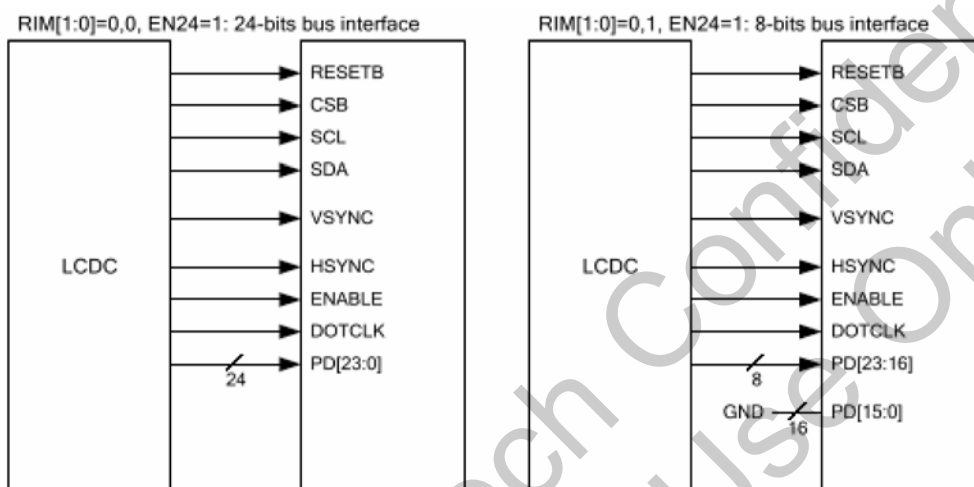 RIM[1:0]=0,0, EN24=1: 24-bits bus interface
LCDC
RESETB
CSB
SCL
SDA
VSYNC
HSYNC
ENABLE
DOTCLK
PD[23:0]
24
RIM[1:0]=0,1, EN24=1: 8-bits bus interface
LCDC
RESETB
CSB
SCL
SDA
VSYNC
HSYNC
ENABLE
DOTCLK
PD[23:16]
8
GND
16
PD[15:0]
Use